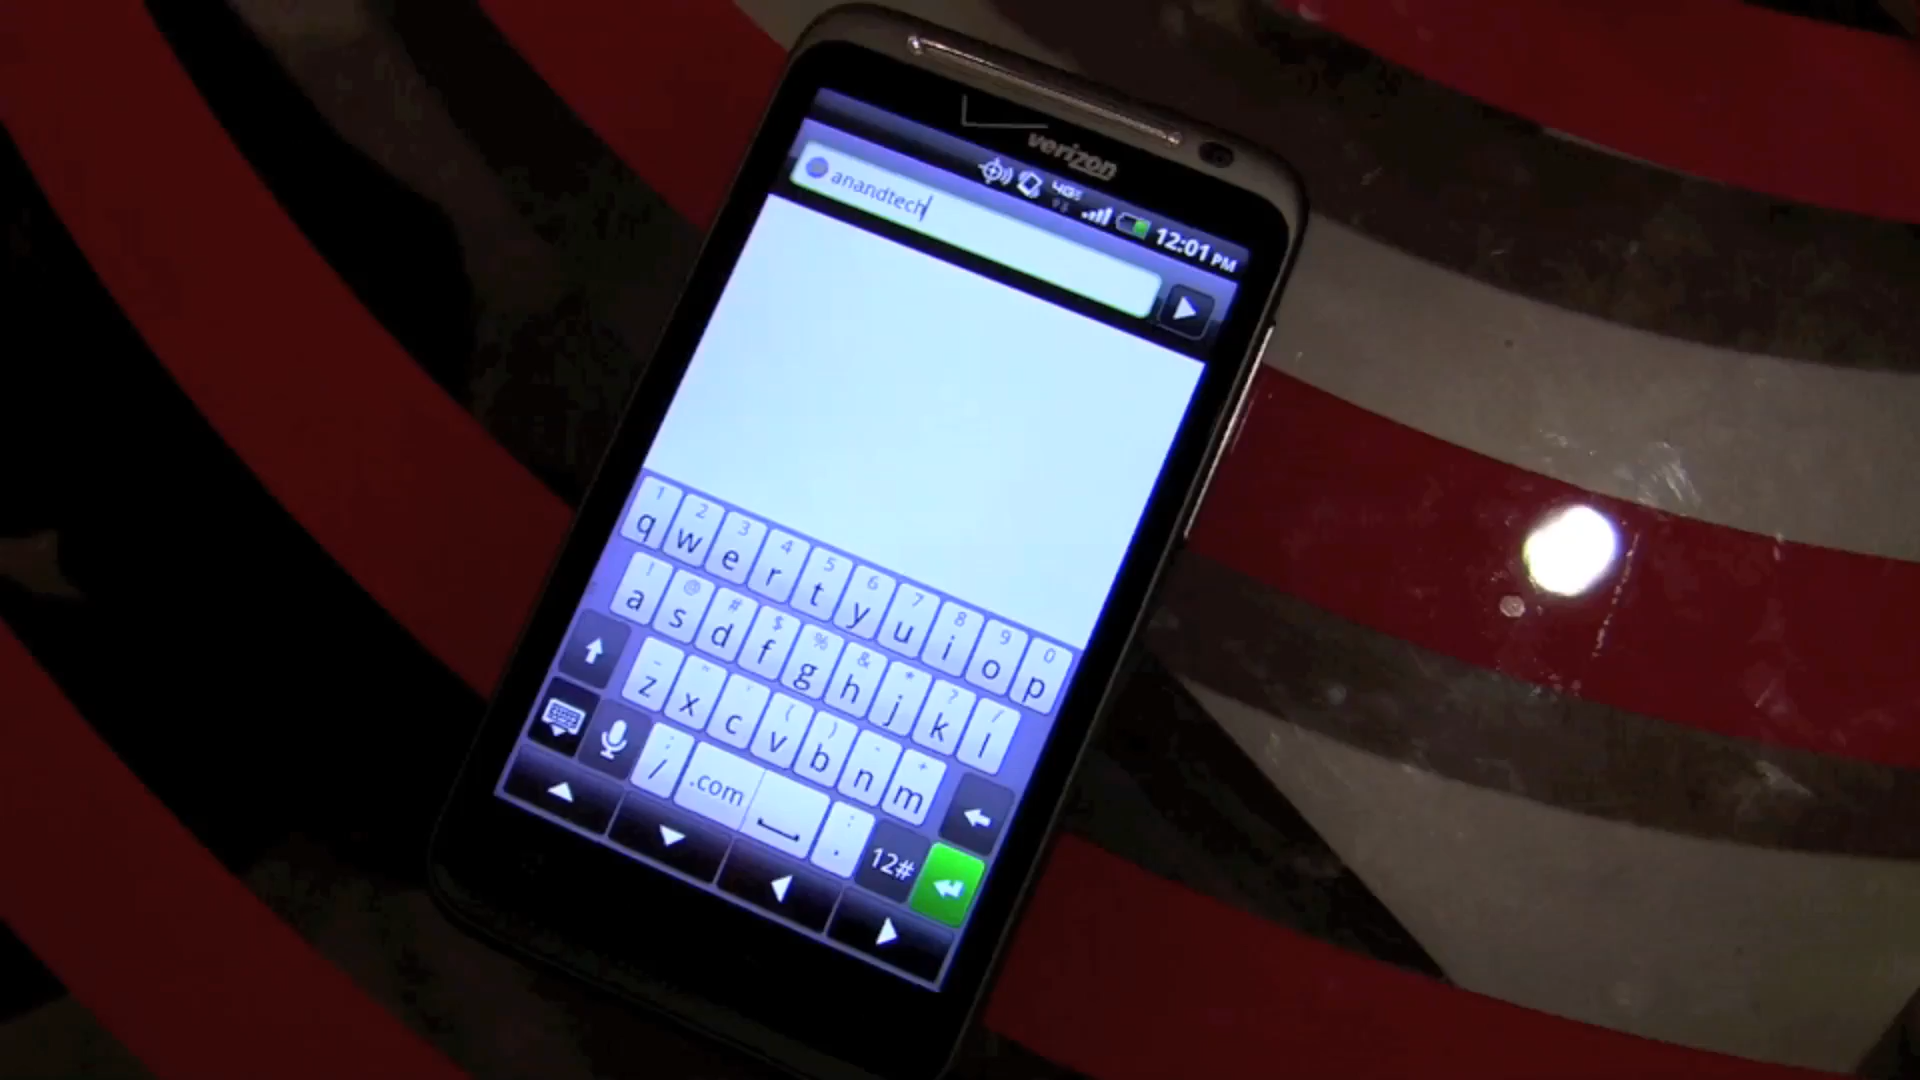 verizon
4G
12:01 PM
anandtech
1 2 3 4 5 6 7 8 9 0
q w e r t y u i o p
! @ # $ % & * ? /
a s d f g h j k l
z x c v b n m
/ .com . 12#